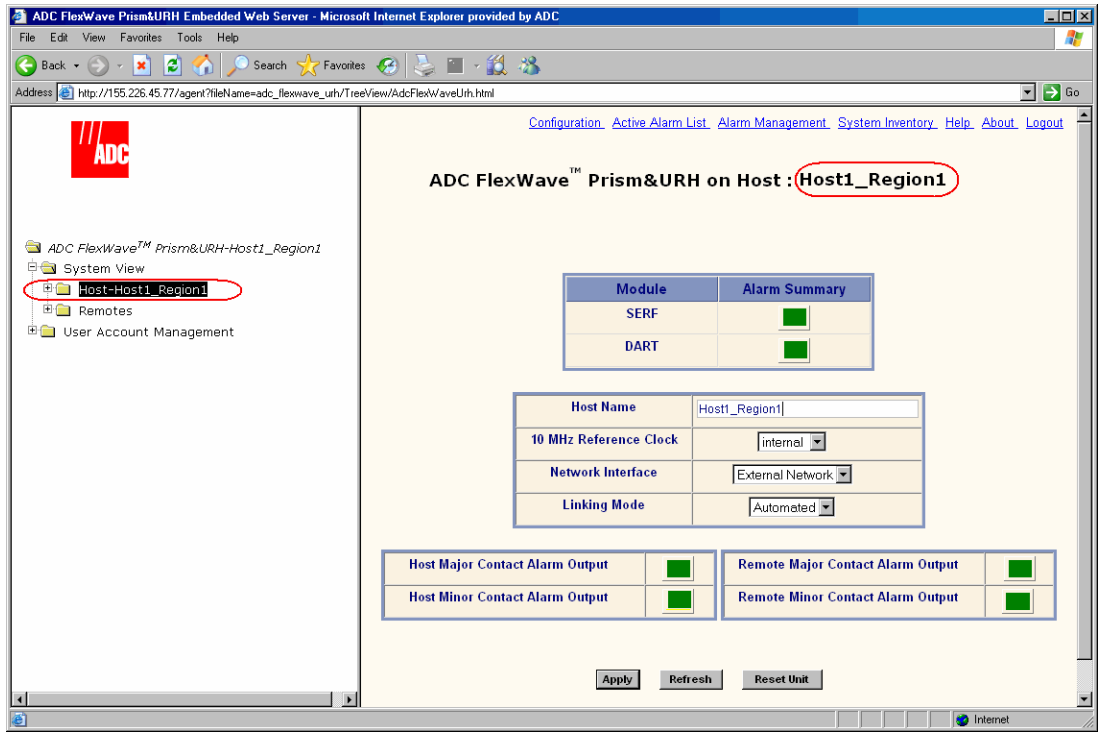 ADC FlexWave Prism&URH Embedded Web Server - Microsoft Internet Explorer provided by ADC
File Edit View Favorites Tools Help
Back Search Favorites
Address http://155.226.45.77/agent?fileName=adc_flexwave_urh/TreeView/AdcFlexWaveUrh.html Go
ADC
Configuration Active Alarm List Alarm Management System Inventory Help About Logout
ADC FlexWave™ Prism&URH on Host : Host1_Region1
ADC FlexWave™ Prism&URH-Host1_Region1
System View
Host-Host1_Region1
Remotes
User Account Management
Module Alarm Summary
SERF
DART
Host Name Host1_Region1
10 MHz Reference Clock internal
Network Interface External Network
Linking Mode Automated
Host Major Contact Alarm Output Remote Major Contact Alarm Output
Host Minor Contact Alarm Output Remote Minor Contact Alarm Output
Apply Refresh Reset Unit
Internet